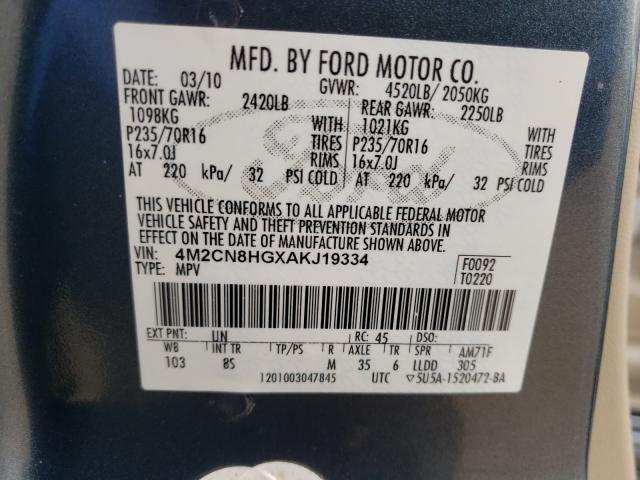 MFD. BY FORD MOTOR CO.
DATE: 03/10 GVWR: 4520LB/ 2050KG
FRONT GAWR: 2420LB REAR GAWR: 2250LB
1098KG WITH 1021KG WITH
P235/70R16 TIRES P235/70R16 TIRES
16x7.0J RIMS 16x7.0J RIMS
AT 220 kPa/ 32 PSI COLD AT 220 kPa/ 32 PSI COLD
Ford
THIS VEHICLE CONFORMS TO ALL APPLICABLE FEDERAL MOTOR
VEHICLE SAFETY AND THEFT PREVENTION STANDARDS IN
EFFECT ON THE DATE OF MANUFACTURE SHOWN ABOVE.
VIN: 4M2CN8HGXAKJ19334 F0092
TYPE: MPV T0220
EXT PNT: UN RC: 45 DSO:
WB INT TR TP/PS R AXLE TR SPR AM71F
103 8S M 35 6 LLDD 305
1201003047845 UTC ▽5U5A-1520472-BA